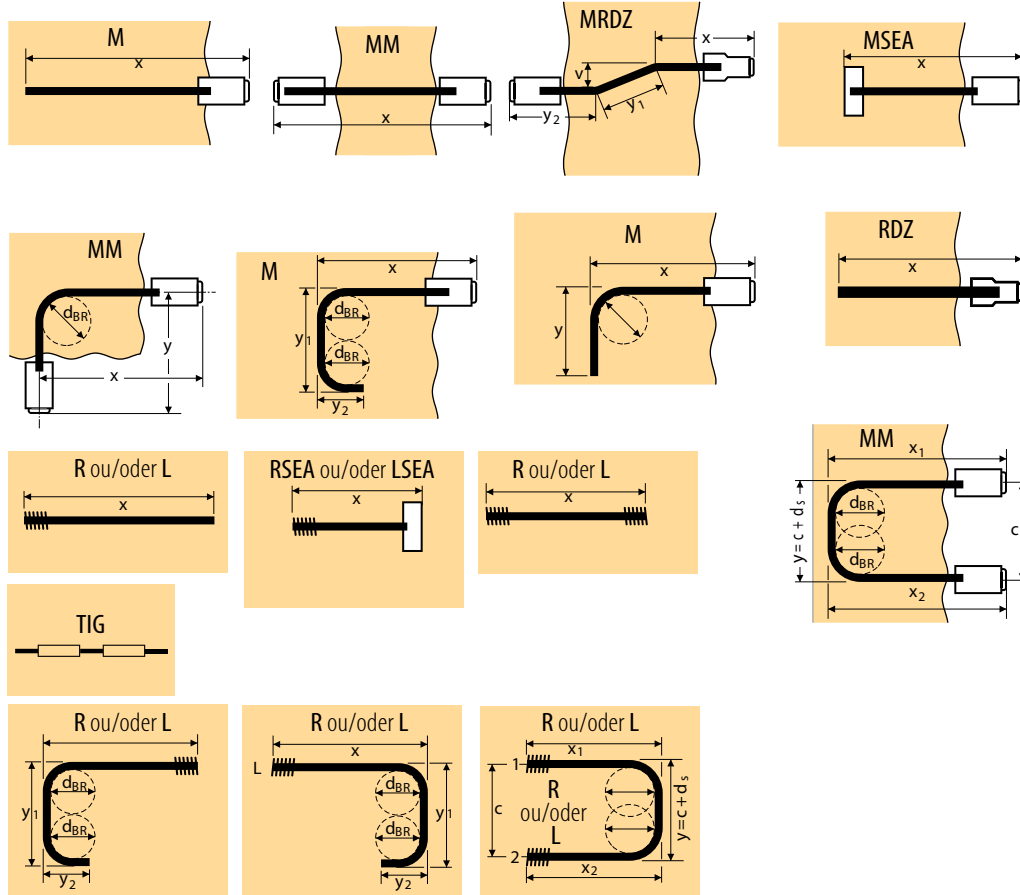 M
x
MM
x
MRDZ
x
v
y1
y2
MSEA
x
MM
dBR
y
x
M
x
dBR
y1
dBR
y2
M
x
y
RDZ
x
R ou/oder L
x
RSEA ou/oder LSEA
x
R ou/oder L
x
MM
x1
dBR
y = c + ds
c
dBR
x2
TIG
R ou/oder L
dBR
y1
dBR
y2
R ou/oder L
x
L
dBR
y1
dBR
y2
R ou/oder L
x1
1
R
c
ou/oder
L
y = c + ds
2
x2